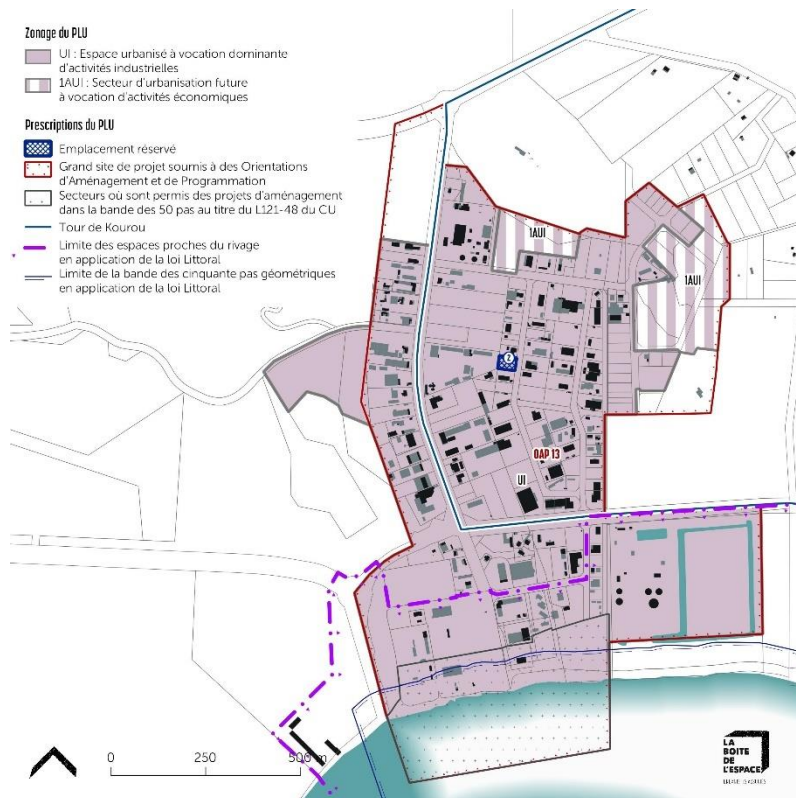 Zonage du PLU
UI : Espace urbanisé à vocation dominante
d'activités industrielles
1AUI : Secteur d'urbanisation future
à vocation d'activités économiques
Prescriptions du PLU
Emplacement réservé
Grand site de projet soumis à des Orientations
d'Aménagement et de Programmation
Secteurs où sont permis des projets d'aménagement
dans la bande des 50 pas au titre du L121-48 du CU
Tour de Kourou
Limite des espaces proches du rivage
en application de la loi Littoral
Limite de la bande des cinquante pas géométriques
en application de la loi Littoral
1AUI
1AUI
2
OAP 13
UI
0 250 500 m
LA
BOITE
DE
L'ESPACE